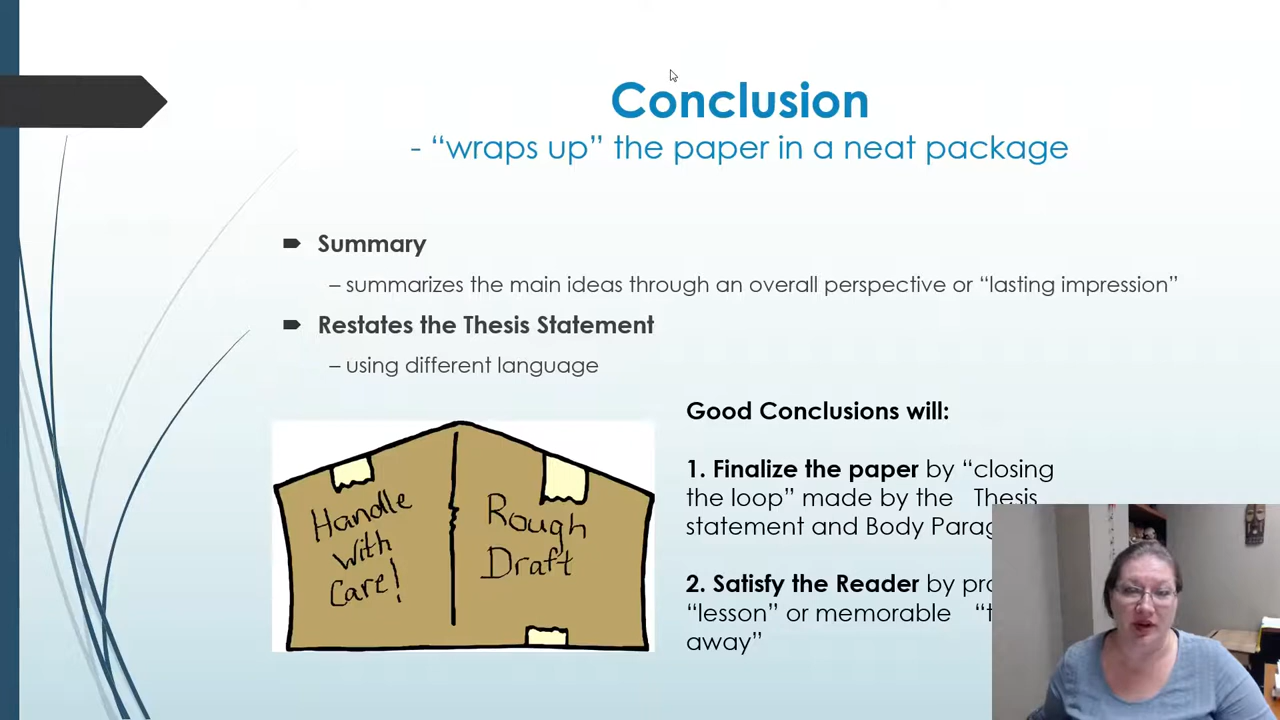 Conclusion
- “wraps up” the paper in a neat package
Summary
– summarizes the main ideas through an overall perspective or “lasting impression”
Restates the Thesis Statement
– using different language
Handle
With
Care!
Rough
Draft
Good Conclusions will:
1. Finalize the paper by “closing
the loop” made by the Thesis
statement and Body
2. Satisfy the Reader by
“lesson” or memorable
away”